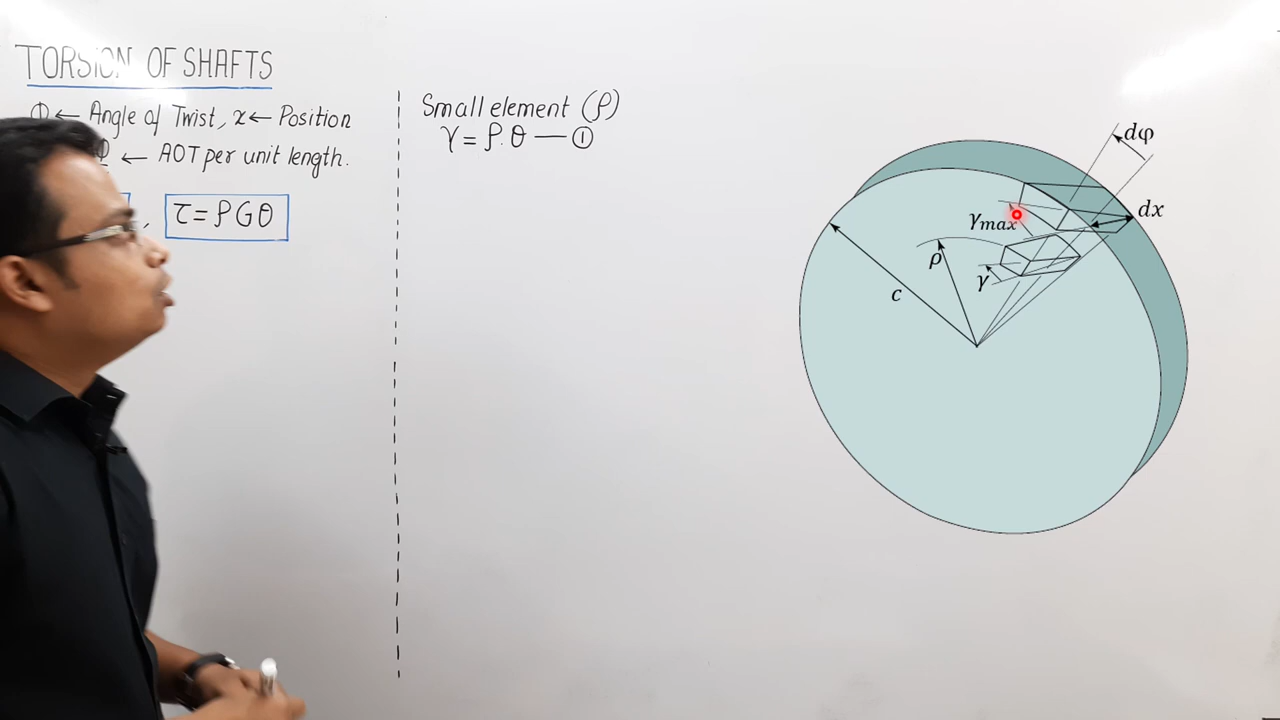 TORSION OF SHAFTS
Φ ← Angle of Twist, x ← Position
← AOT per unit length.
, τ = ρGθ
Small element (ρ)
γ = ρ.θ — ①
dφ
dx
γmax
ρ
γ
c